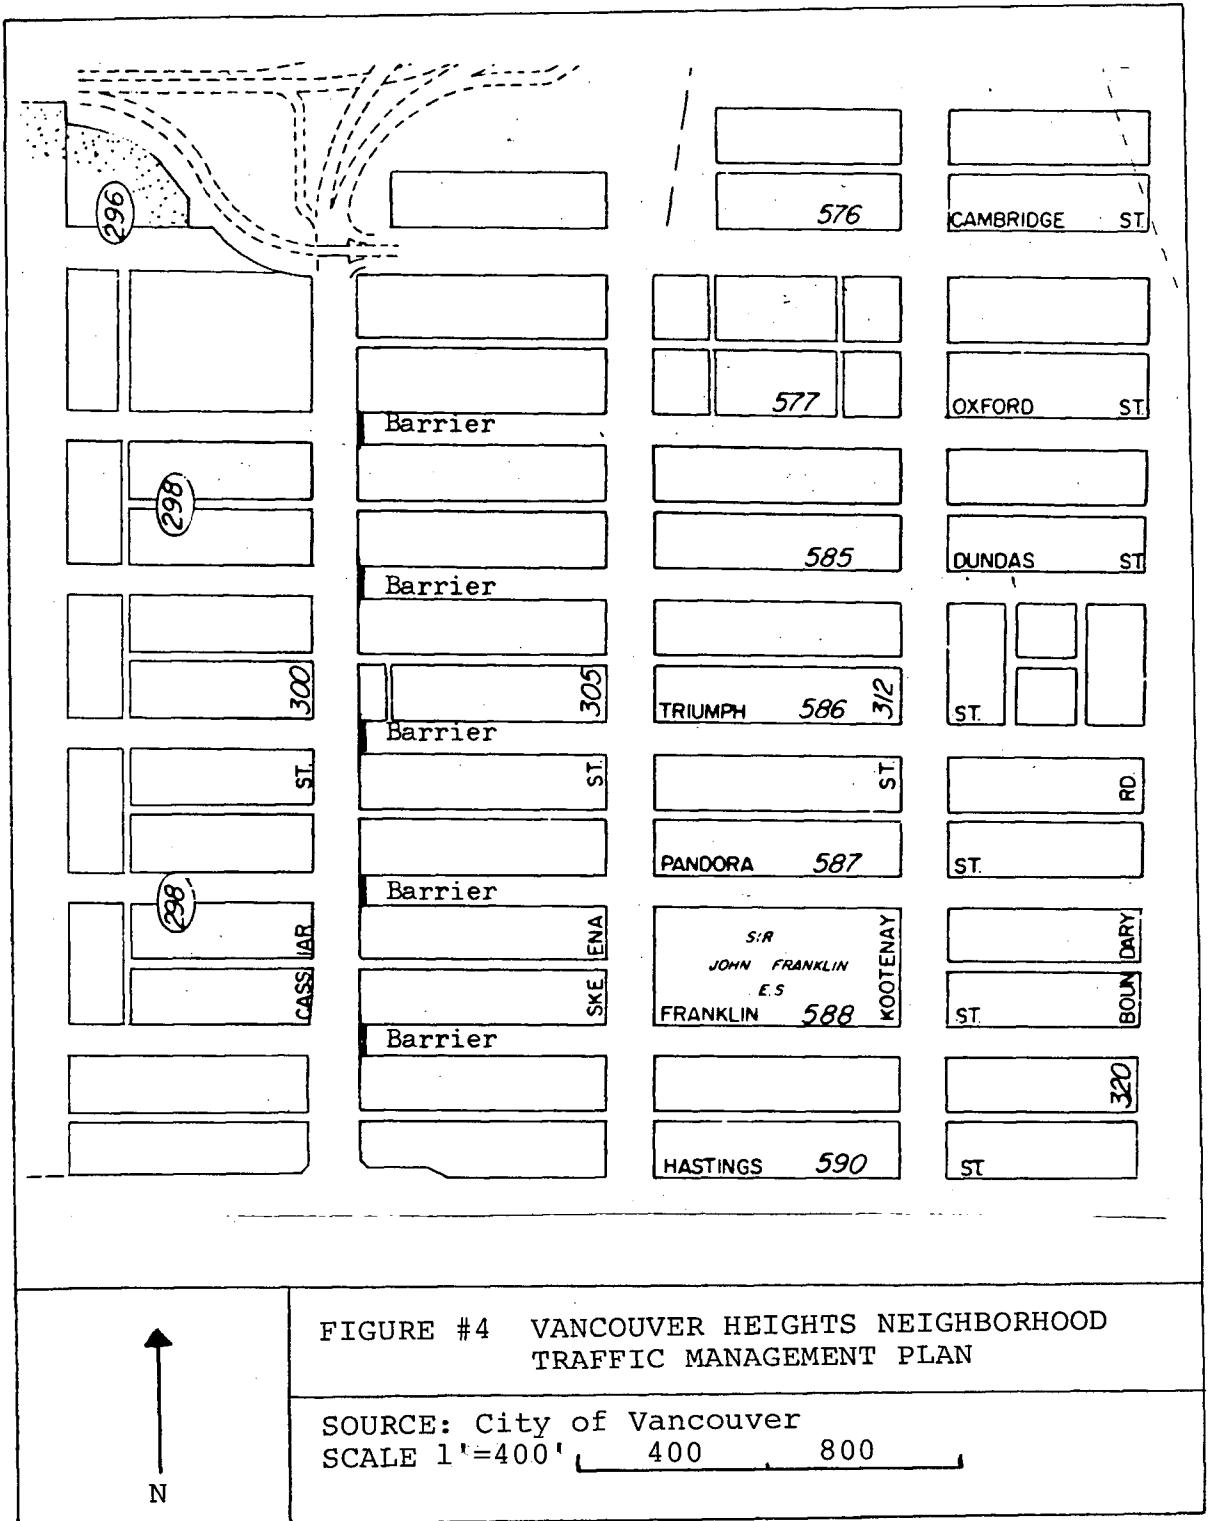 296
576
CAMBRIDGE ST.
577
OXFORD ST.
Barrier
298
585
DUNDAS ST
Barrier
300
305
TRIUMPH 586
312
ST.
Barrier
ST.
ST.
ST.
RD.
PANDORA 587
ST.
298
Barrier
CASSIAR
SKEENA
SIR
JOHN FRANKLIN
E.S
FRANKLIN 588
KOOTENAY
ST.
BOUNDARY
Barrier
320
HASTINGS 590
ST
N
FIGURE #4 VANCOUVER HEIGHTS NEIGHBORHOOD
TRAFFIC MANAGEMENT PLAN
SOURCE: City of Vancouver
SCALE 1'=400' 400 800